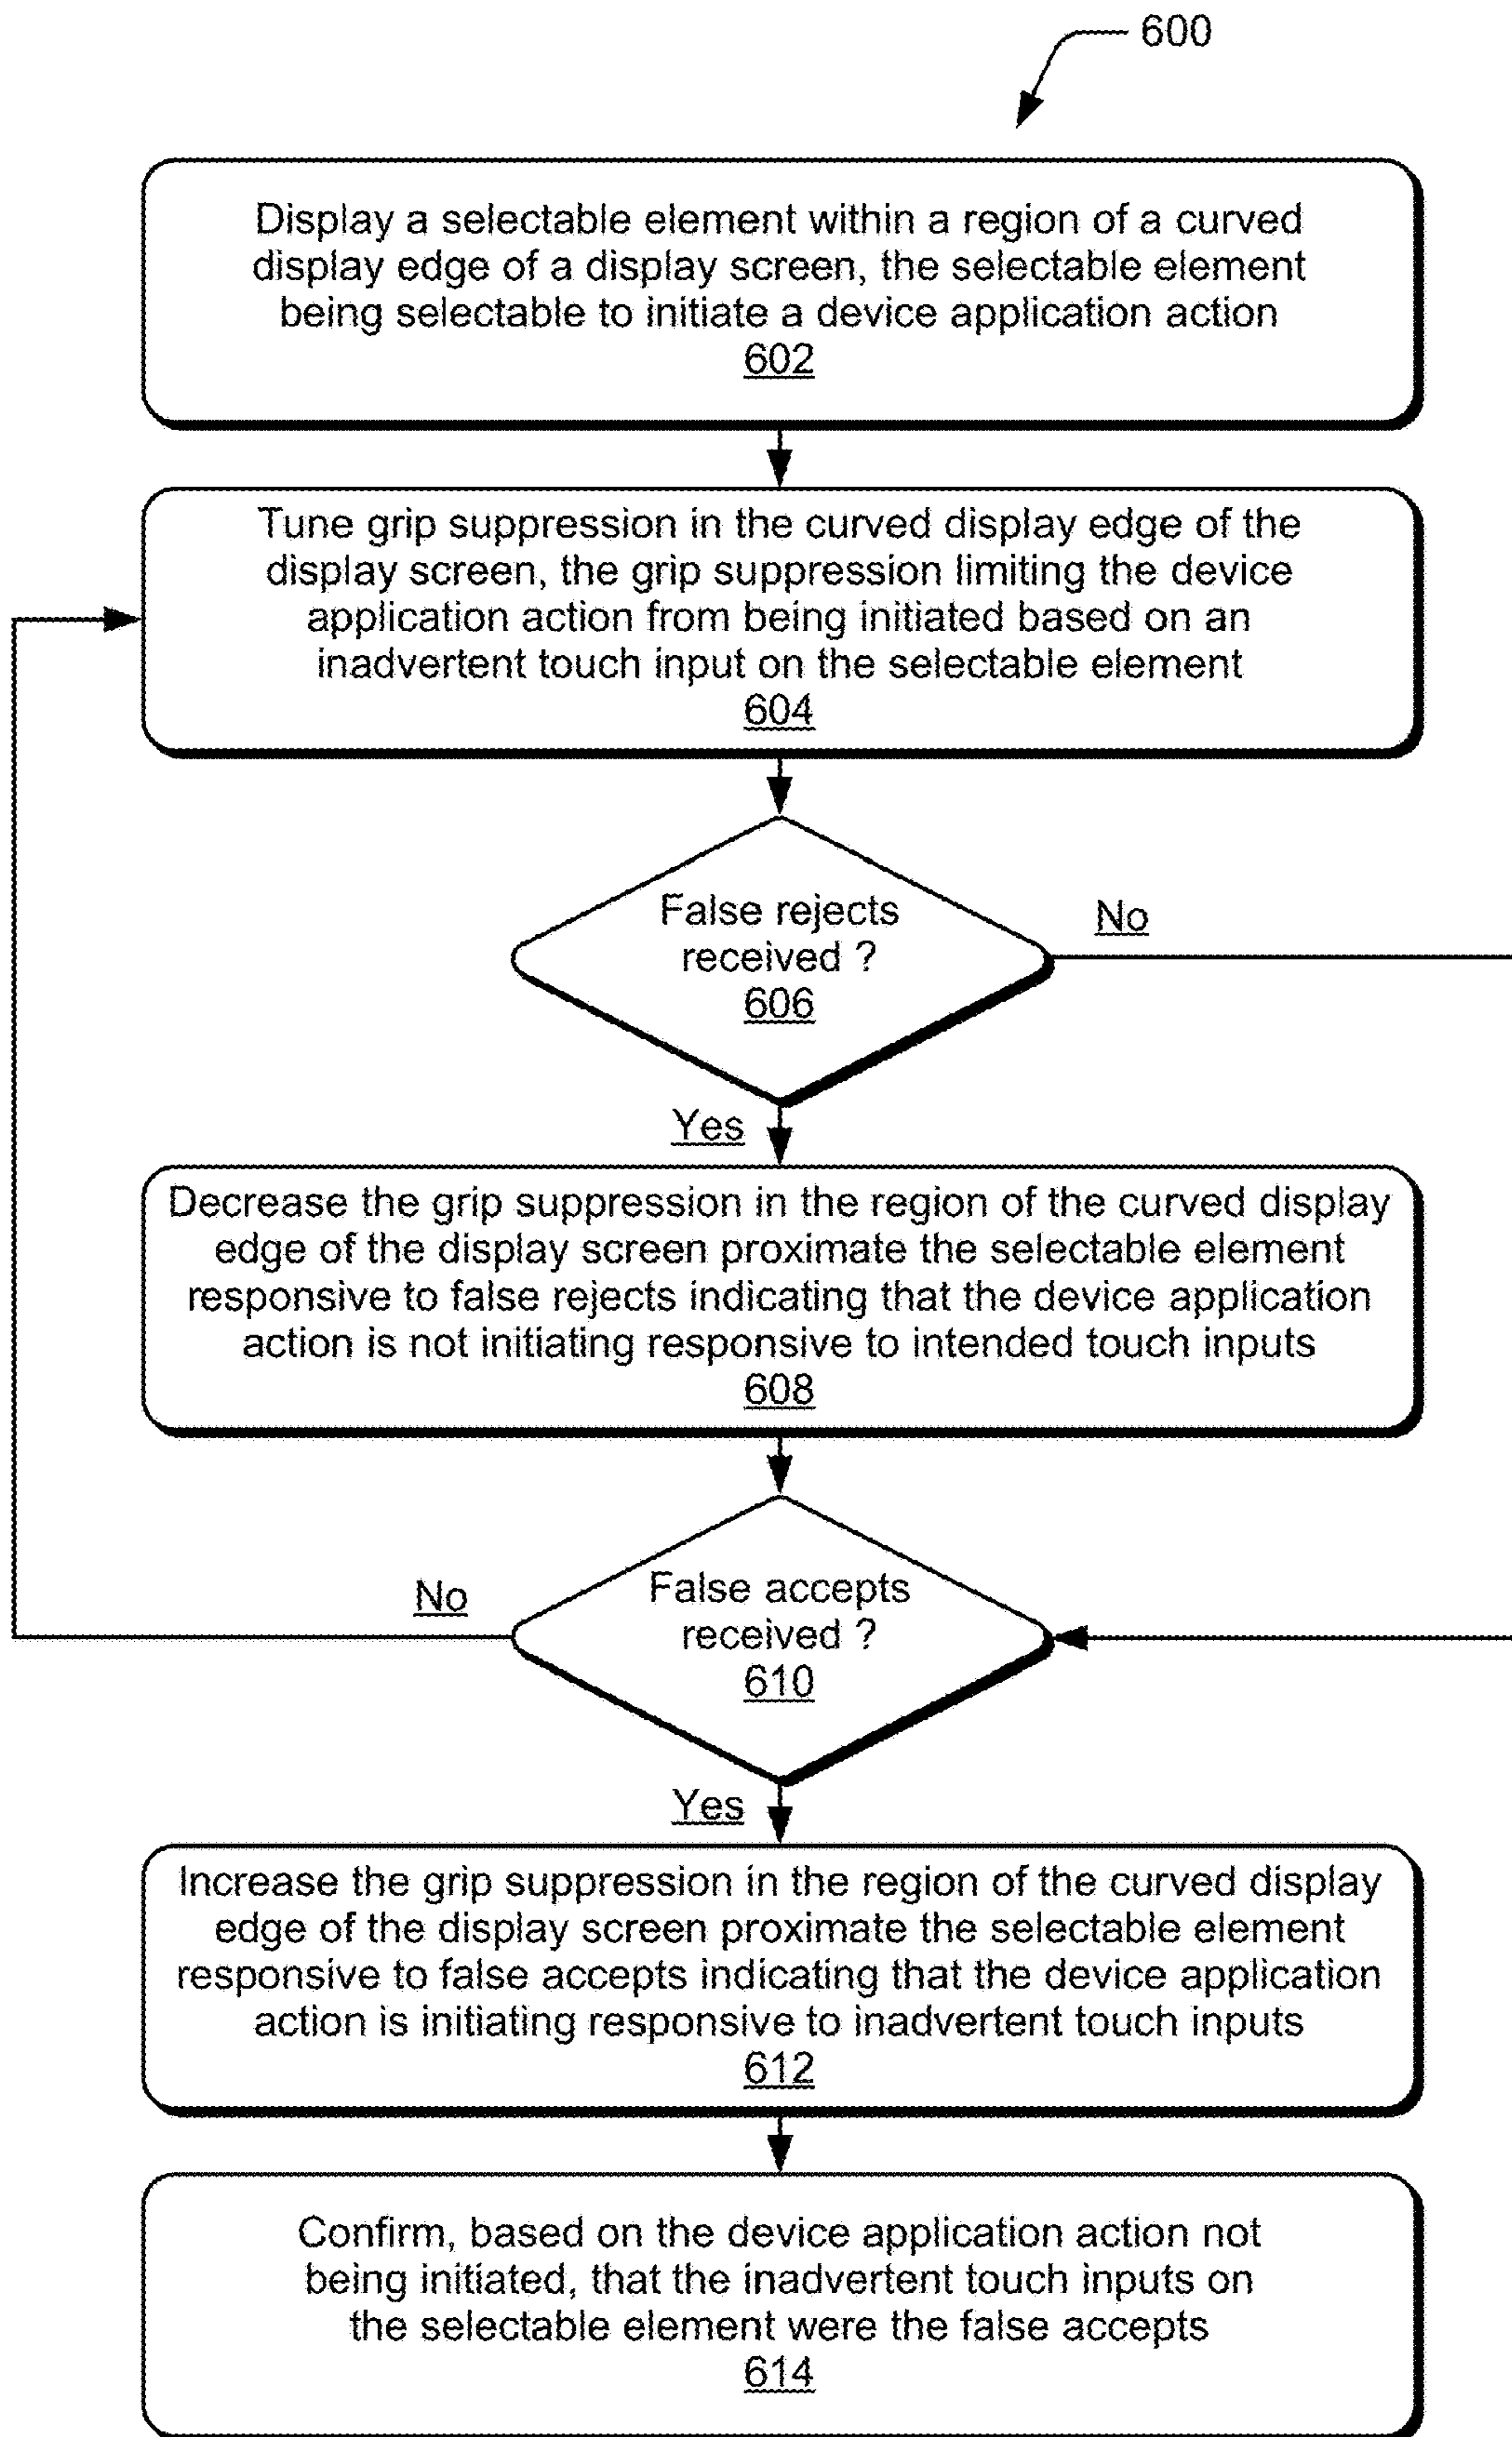 600
Display a selectable element within a region of a curved
display edge of a display screen, the selectable element
being selectable to initiate a device application action
602
Tune grip suppression in the curved display edge of the
display screen, the grip suppression limiting the device
application action from being initiated based on an
inadvertent touch input on the selectable element
604
False rejects
received ?
606
No
Yes
Decrease the grip suppression in the region of the curved display
edge of the display screen proximate the selectable element
responsive to false rejects indicating that the device application
action is not initiating responsive to intended touch inputs
608
False accepts
received ?
610
No
Yes
Increase the grip suppression in the region of the curved display
edge of the display screen proximate the selectable element
responsive to false accepts indicating that the device application
action is initiating responsive to inadvertent touch inputs
612
Confirm, based on the device application action not
being initiated, that the inadvertent touch inputs on
the selectable element were the false accepts
614